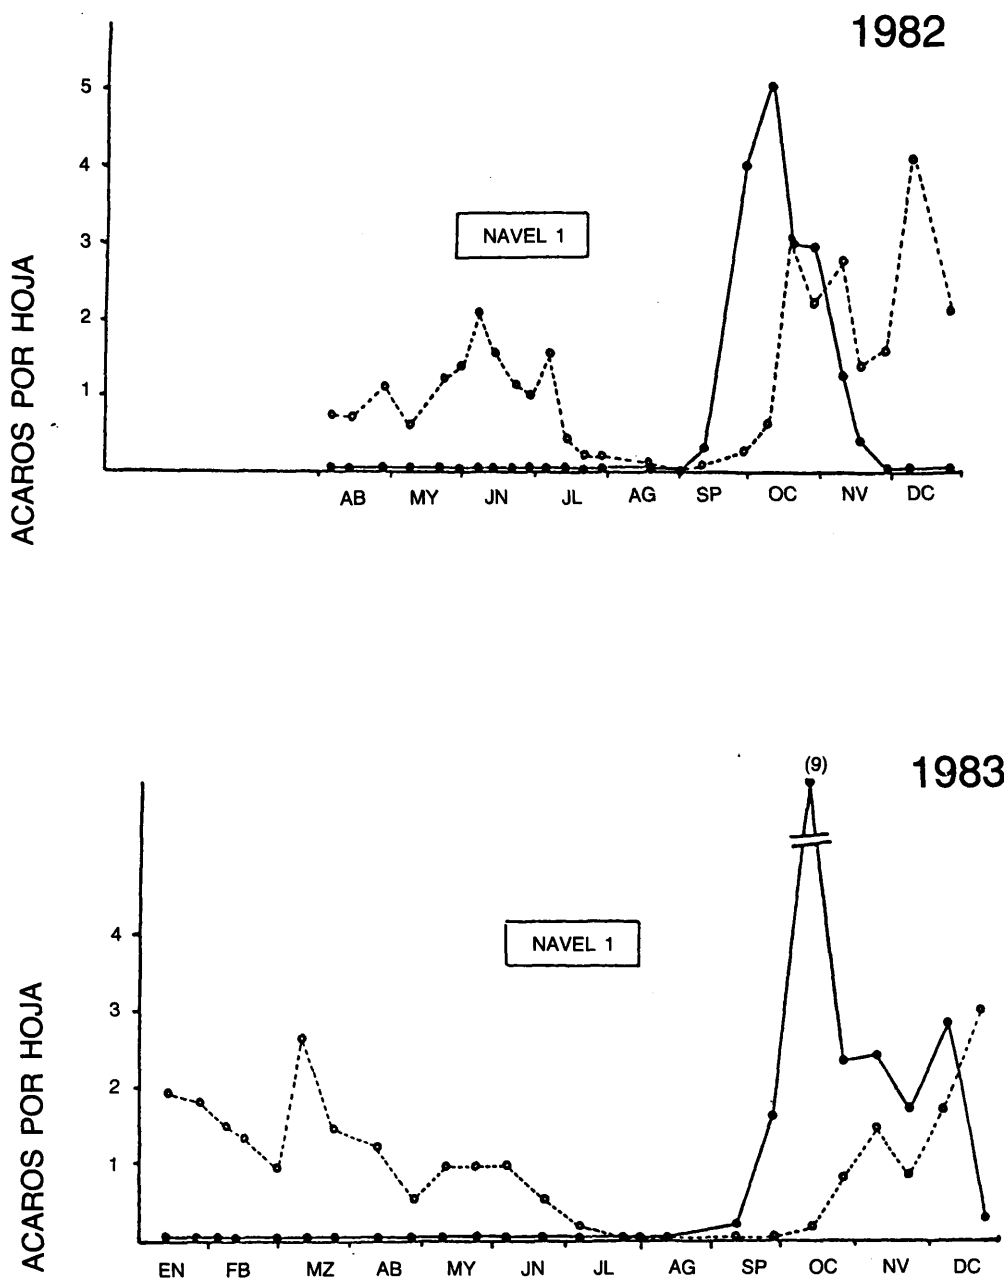 1982
5
4
3
2
1
NAVEL 1
ACAROS POR HOJA
AB MY JN JL AG SP OC NV DC
(9)
1983
4
3
2
1
NAVEL 1
ACAROS POR HOJA
EN FB MZ AB MY JN JL AG SP OC NV DC